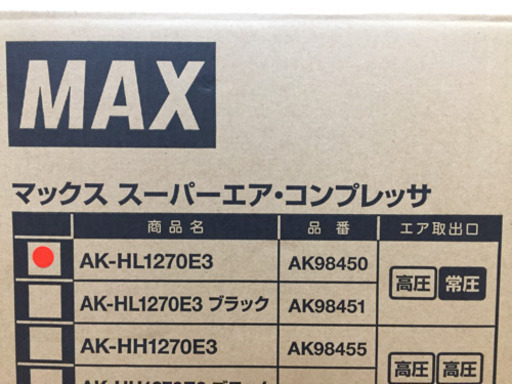 MAX
マックス スーパーエア・コンプレッサ
商品名 品番 エア取出口
AK-HL1270E3 AK98450 高圧 常圧
AK-HL1270E3 ブラック AK98451
AK-HH1270E3 AK98455 高圧 高圧